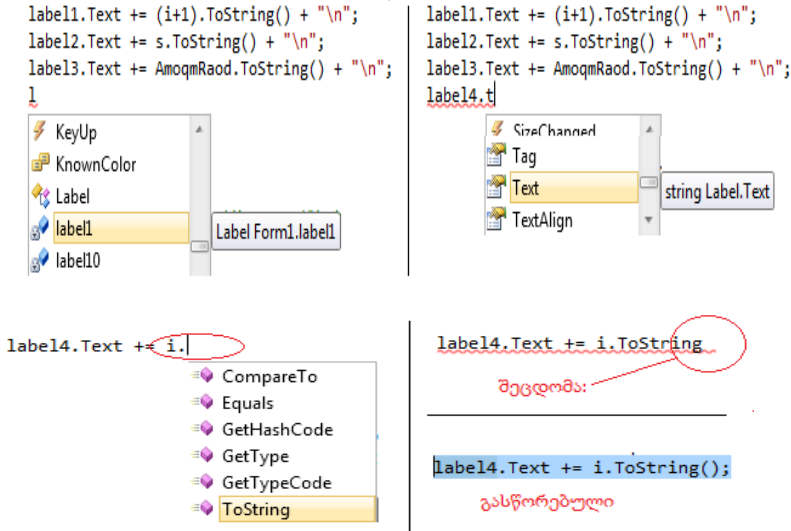 label1.Text += (i+1).ToString() + "\n";
label2.Text += s.ToString() + "\n";
label3.Text += AmoqmRaod.ToString() + "\n";
l
KeyUp
KnownColor
Label
label1
Label Form1.label1
label10
label1.Text += (i+1).ToString() + "\n";
label2.Text += s.ToString() + "\n";
label3.Text += AmoqmRaod.ToString() + "\n";
label4.t
SizeChanged
Tag
Text
string Label.Text
TextAlign
label4.Text += i.
CompareTo
Equals
GetHashCode
GetType
GetTypeCode
ToString
label4.Text += i.ToString
შეცდომა:
label4.Text += i.ToString();
გასწორებული